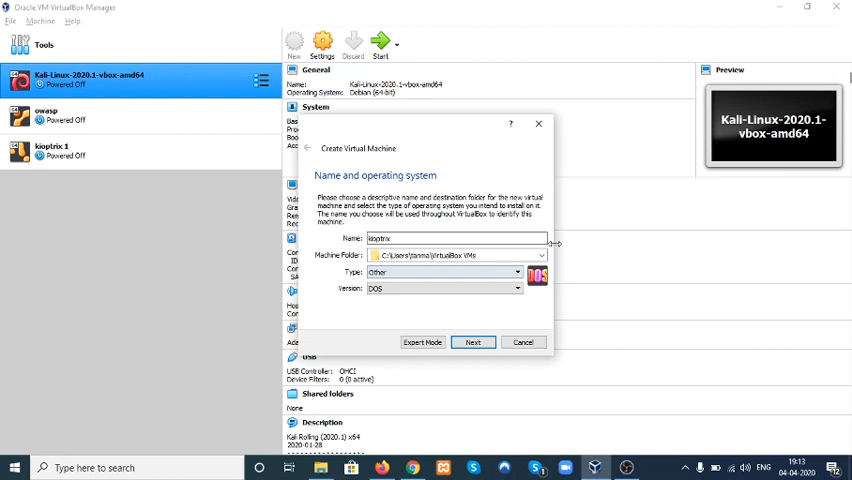 Oracle VM VirtualBox Manager
File Machine Help
Tools
New Settings Discard Start
Kali-Linux-2020.1-vbox-amd64
Powered Off
owasp
Powered Off
kioptrix 1
Powered Off
General
Name: Kali-Linux-2020.1-vbox-amd64
Operating System: Debian (64-bit)
System
Preview
Kali-Linux-2020.1-
vbox-amd64
?
Create Virtual Machine
Name and operating system
Please choose a descriptive name and destination folder for the new virtual
machine and select the type of operating system you intend to install on it.
The name you choose will be used throughout VirtualBox to identify this
machine.
Name: kioptrix
Machine Folder: C:\Users\tanma\VirtualBox VMs
Type: Other
DOS
Version: DOS
Expert Mode Next Cancel
USB
USB Controller: OHCI
Device Filters: 0 (0 active)
Shared folders
None
Description
Kali Rolling (2020.1) x64
2020-01-28
Type here to search
ENG
19:13
04-04-2020
12